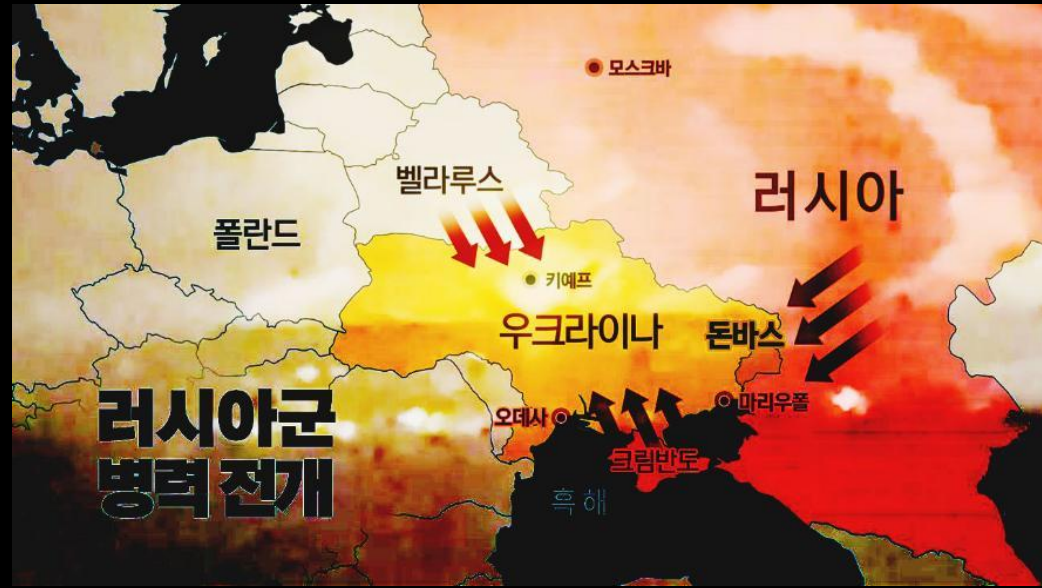 모스크바
벨라루스
러시아
폴란드
키예프
우크라이나
돈바스
러시아군
병력 전개
오데사
마리우폴
크림반도
흑해